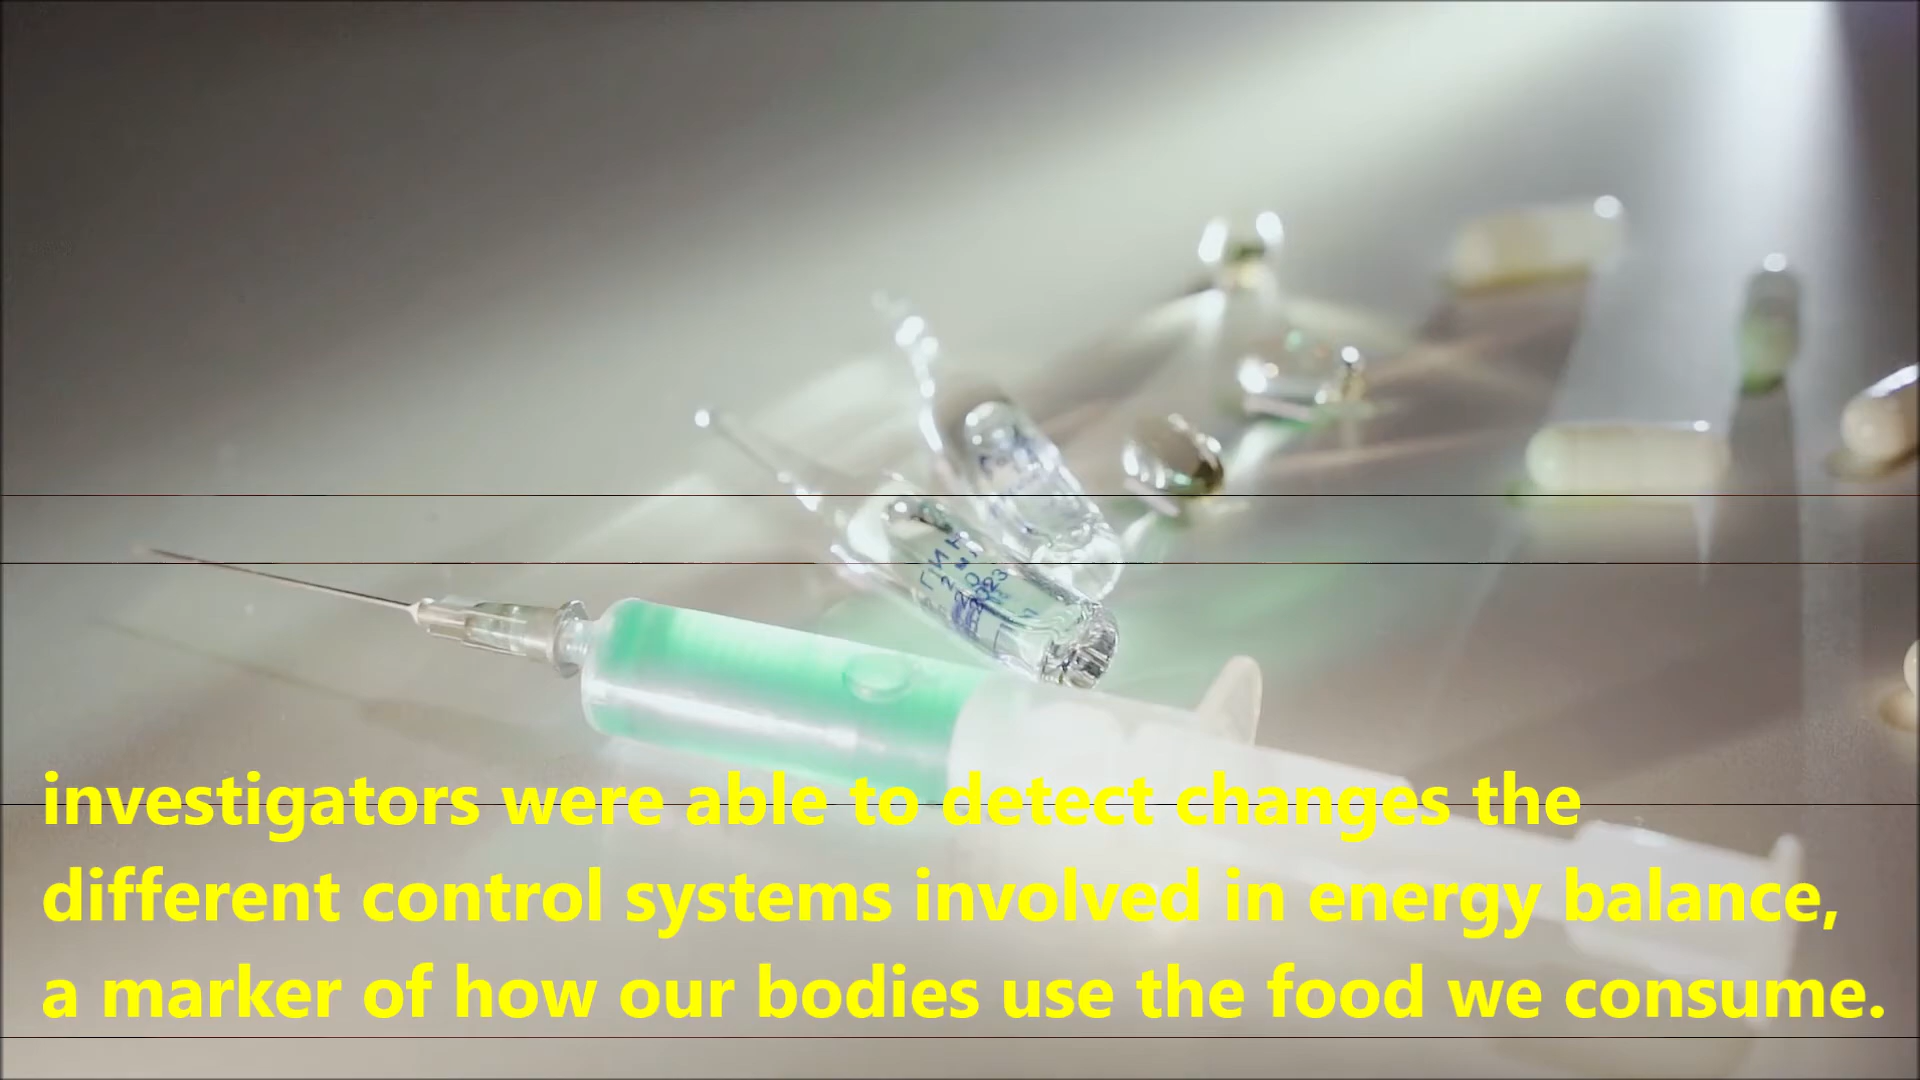 investigators were able to detect changes the
different control systems involved in energy balance,
a marker of how our bodies use the food we consume.